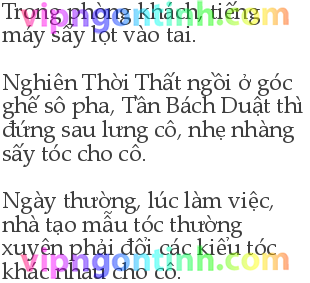 Trong phòng khách, tiếng
máy sấy lọt vào tai.
Nghiên Thời Thất ngồi ở góc
ghế sô pha, Tần Bách Duật thì
đứng sau lưng cô, nhẹ nhàng
sấy tóc cho cô.
Ngày thường, lúc làm việc,
nhà tạo mẫu tóc thường
xuyên phải đổi các kiểu tóc
khác nhau cho cô.
vipngontinh.com
vipngontinh.com